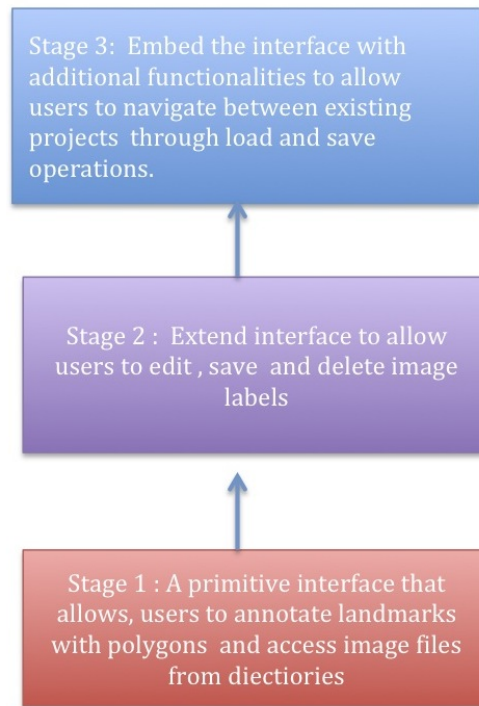 Stage 3:  Embed the interface with
additional functionalities to allow
users to navigate between existing
projects  through load and save
operations.
Stage 2 :  Extend interface to allow
users to edit , save  and delete image
labels
Stage 1 : A primitive interface that
allows, users to annotate landmarks
with polygons  and access image files
from diectiories